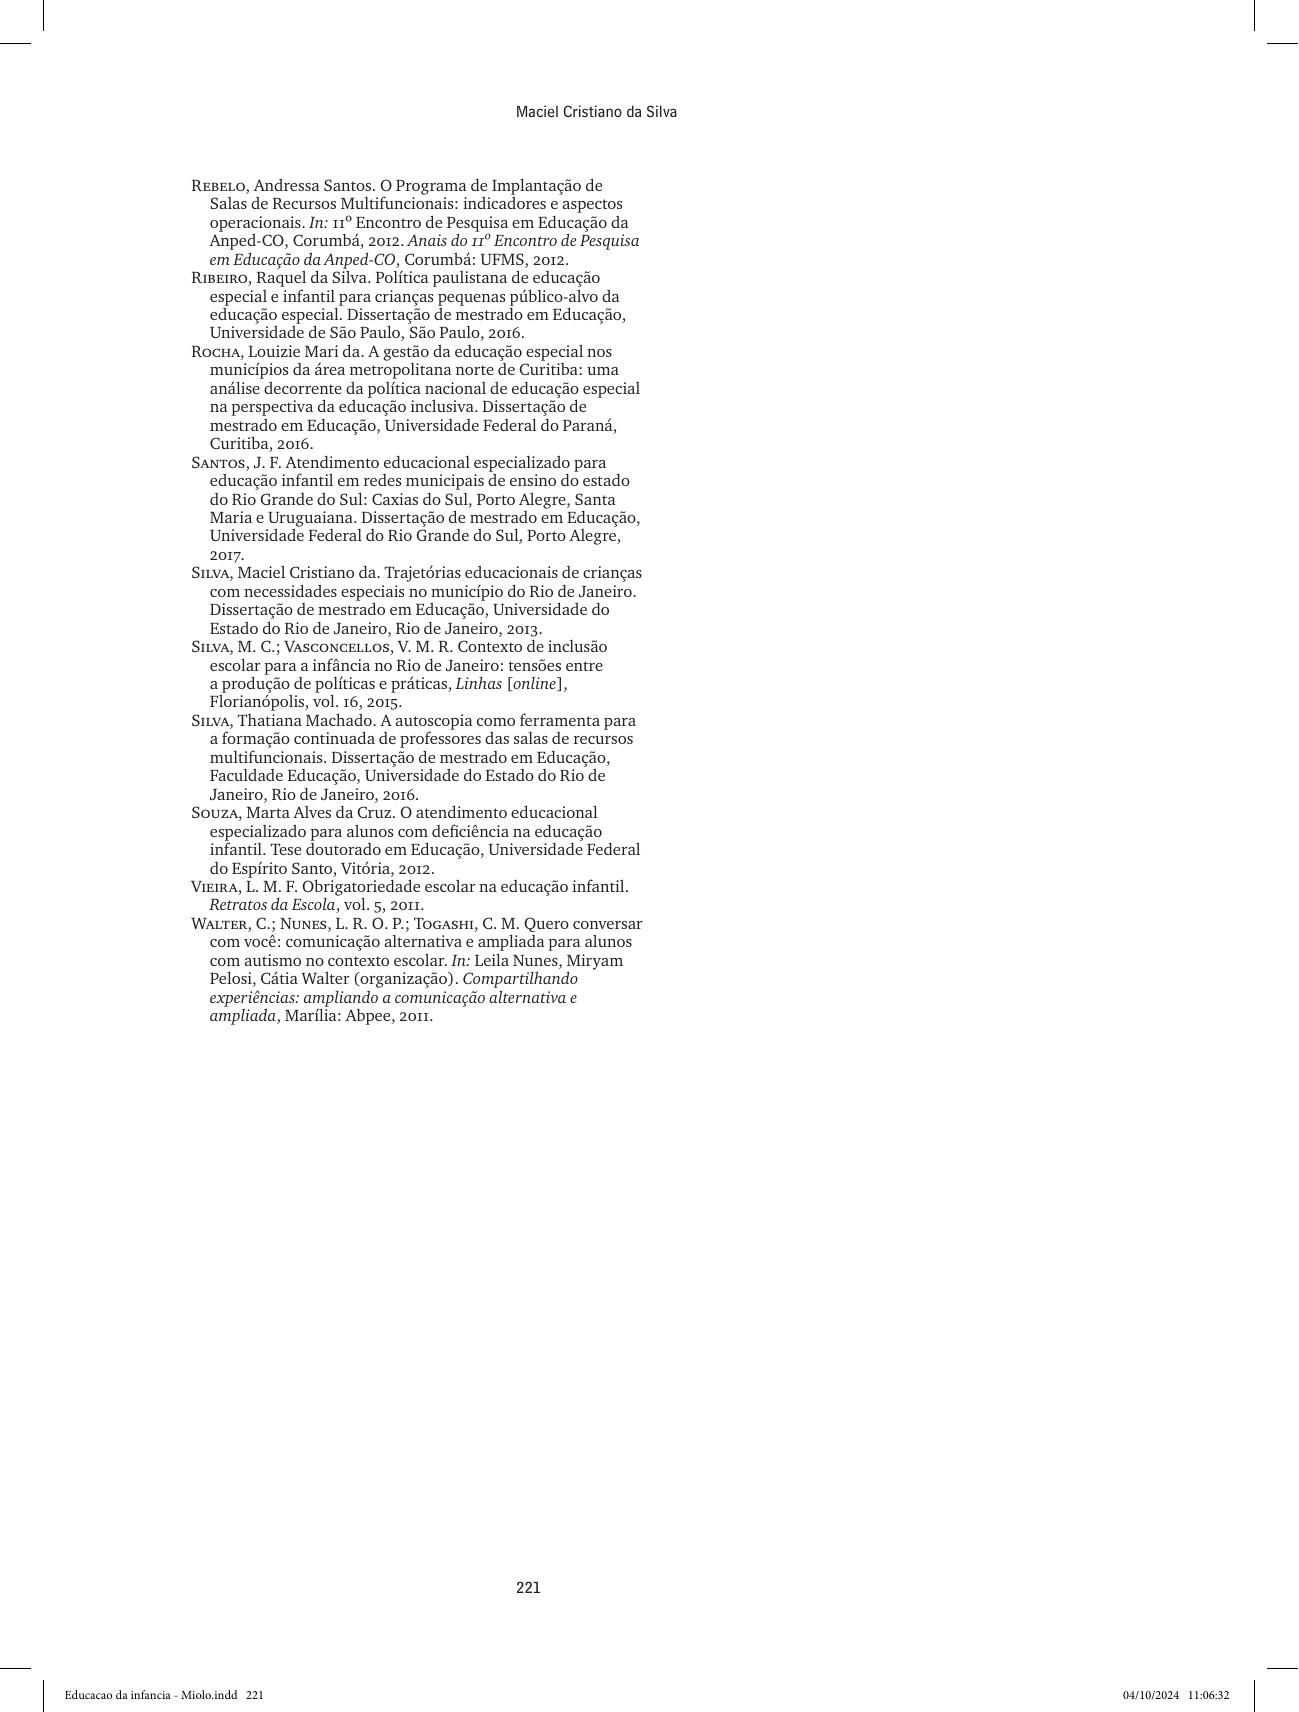 Maciel Cristiano da Silva
Rebelo, Andressa Santos. O Programa de Implantação de
Salas de Recursos Multifuncionais: indicadores e aspectos
operacionais. In: 11º Encontro de Pesquisa em Educação da
Anped-CO, Corumbá, 2012. Anais do 11º Encontro de Pesquisa
em Educação da Anped-CO, Corumbá: UFMS, 2012.
Ribeiro, Raquel da Silva. Política paulistana de educação
especial e infantil para crianças pequenas público-alvo da
educação especial. Dissertação de mestrado em Educação,
Universidade de São Paulo, São Paulo, 2016.
Rocha, Louizie Mari da. A gestão da educação especial nos
municípios da área metropolitana norte de Curitiba: uma
análise decorrente da política nacional de educação especial
na perspectiva da educação inclusiva. Dissertação de
mestrado em Educação, Universidade Federal do Paraná,
Curitiba, 2016.
Santos, J. F. Atendimento educacional especializado para
educação infantil em redes municipais de ensino do estado
do Rio Grande do Sul: Caxias do Sul, Porto Alegre, Santa
Maria e Uruguaiana. Dissertação de mestrado em Educação,
Universidade Federal do Rio Grande do Sul, Porto Alegre,
2017.
Silva, Maciel Cristiano da. Trajetórias educacionais de crianças
com necessidades especiais no município do Rio de Janeiro.
Dissertação de mestrado em Educação, Universidade do
Estado do Rio de Janeiro, Rio de Janeiro, 2013.
Silva, M. C.; Vasconcellos, V. M. R. Contexto de inclusão
escolar para a infância no Rio de Janeiro: tensões entre
a produção de políticas e práticas, Linhas [online],
Florianópolis, vol. 16, 2015.
Silva, Thatiana Machado. A autoscopia como ferramenta para
a formação continuada de professores das salas de recursos
multifuncionais. Dissertação de mestrado em Educação,
Faculdade Educação, Universidade do Estado do Rio de
Janeiro, Rio de Janeiro, 2016.
Souza, Marta Alves da Cruz. O atendimento educacional
especializado para alunos com deficiência na educação
infantil. Tese doutorado em Educação, Universidade Federal
do Espírito Santo, Vitória, 2012.
Vieira, L. M. F. Obrigatoriedade escolar na educação infantil.
Retratos da Escola, vol. 5, 2011.
Walter, C.; Nunes, L. R. O. P.; Togashi, C. M. Quero conversar
com você: comunicação alternativa e ampliada para alunos
com autismo no contexto escolar. In: Leila Nunes, Miryam
Pelosi, Cátia Walter (organização). Compartilhando
experiências: ampliando a comunicação alternativa e
ampliada, Marília: Abpee, 2011.
221
Educacao da infancia - Miolo.indd 221
04/10/2024 11:06:32